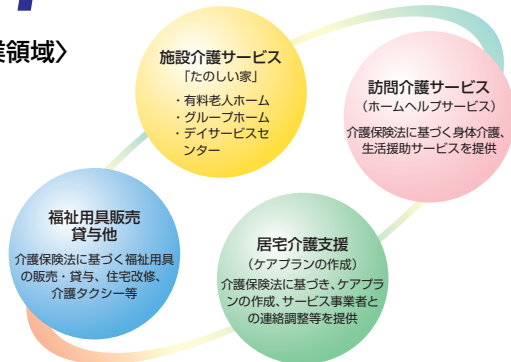 業領域〉
施設介護サービス
「たのしい家」
・有料老人ホーム
・グループホーム
・デイサービスセ
ンター
訪問介護サービス
（ホームヘルプサービス）
介護保険法に基づく身体介護、
生活援助サービスを提供
福祉用具販売
貸与他
介護保険法に基づく福祉用具
の販売・貸与、住宅改修、
介護タクシー等
居宅介護支援
（ケアプランの作成）
介護保険法に基づき、ケアプラ
ンの作成、サービス事業者と
の連絡調整等を提供